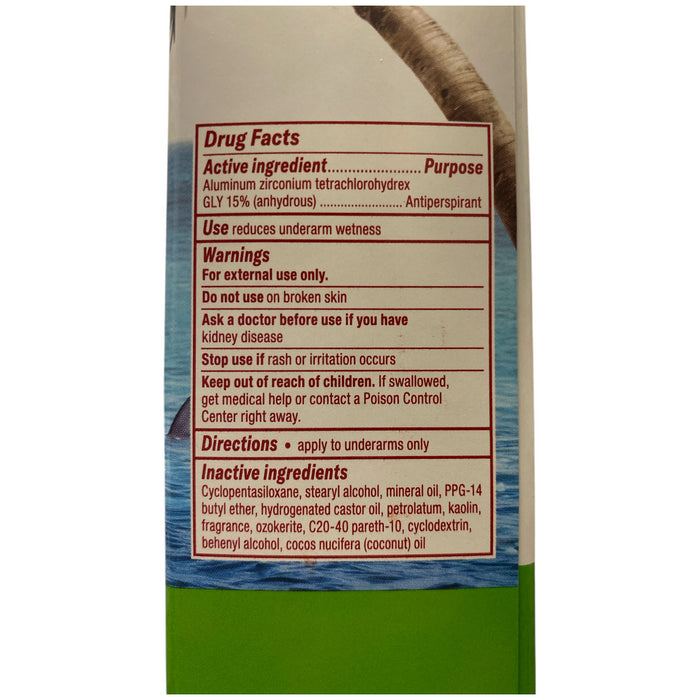 Drug Facts
Active ingredient....................... Purpose
Aluminum zirconium tetrachlorohydrex
GLY 15% (anhydrous) ...................... Antiperspirant
Use reduces underarm wetness
Warnings
For external use only.
Do not use on broken skin
Ask a doctor before use if you have
kidney disease
Stop use if rash or irritation occurs
Keep out of reach of children. If swallowed,
get medical help or contact a Poison Control
Center right away.
Directions • apply to underarms only
Inactive ingredients
Cyclopentasiloxane, stearyl alcohol, mineral oil, PPG-14
butyl ether, hydrogenated castor oil, petrolatum, kaolin,
fragrance, ozokerite, C20-40 pareth-10, cyclodextrin,
behenyl alcohol, cocos nucifera (coconut) oil